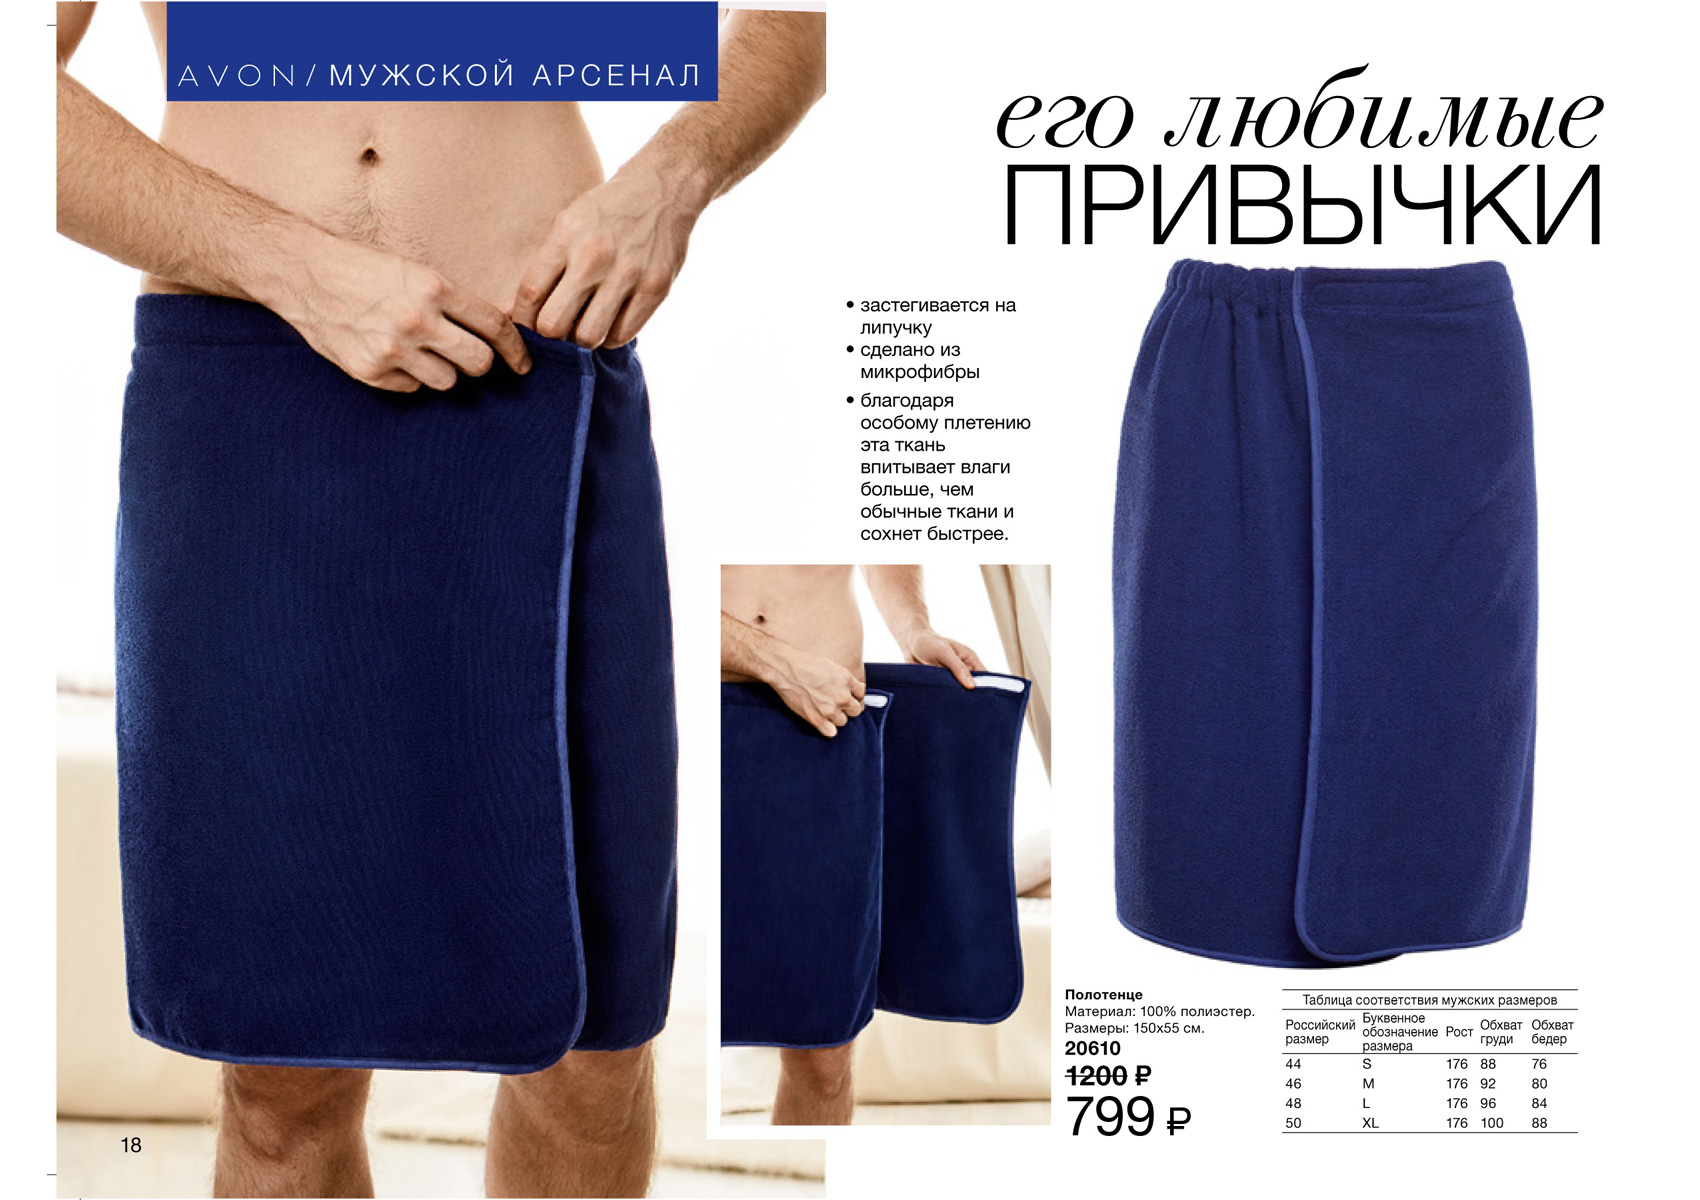 AVON / МУЖСКОЙ АРСЕНАЛ
его любимые
ПРИВЫЧКИ
• застегивается на
липучку
• сделано из
микрофибры
• благодаря
особому плетению
эта ткань
впитывает влаги
больше, чем
обычные ткани и
сохнет быстрее.
Полотенце
Материал: 100% полиэстер.
Размеры: 150х55 см.
20610
1200 ₽
799 ₽
Таблица соответствия мужских размеров
Российский размер Буквенное обозначение размера Рост Обхват груди Обхват бедер
44 S 176 88 76
46 M 176 92 80
48 L 176 96 84
50 XL 176 100 88
18